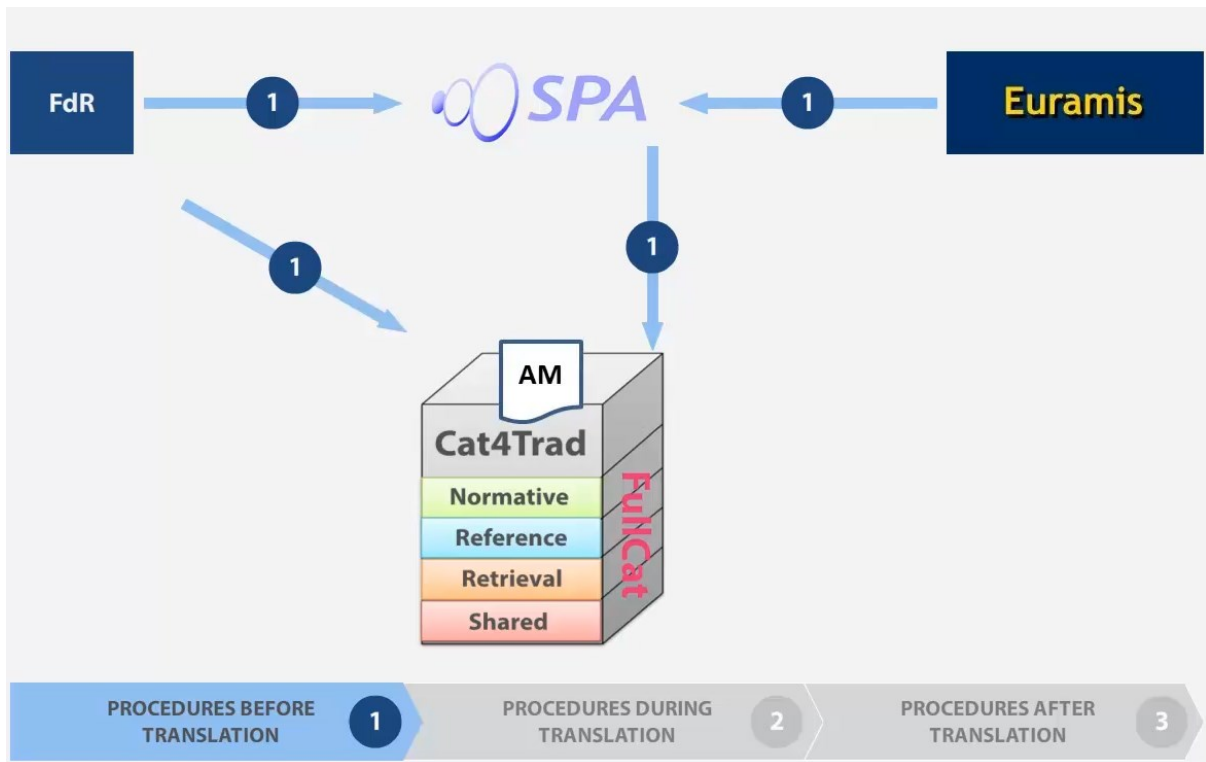 FdR
1
SPA
1
Euramis
1
1
AM
Cat4Trad
FullCat
Normative
Reference
Retrieval
Shared
PROCEDURES BEFORE
TRANSLATION
1
PROCEDURES DURING
TRANSLATION
2
PROCEDURES AFTER
TRANSLATION
3